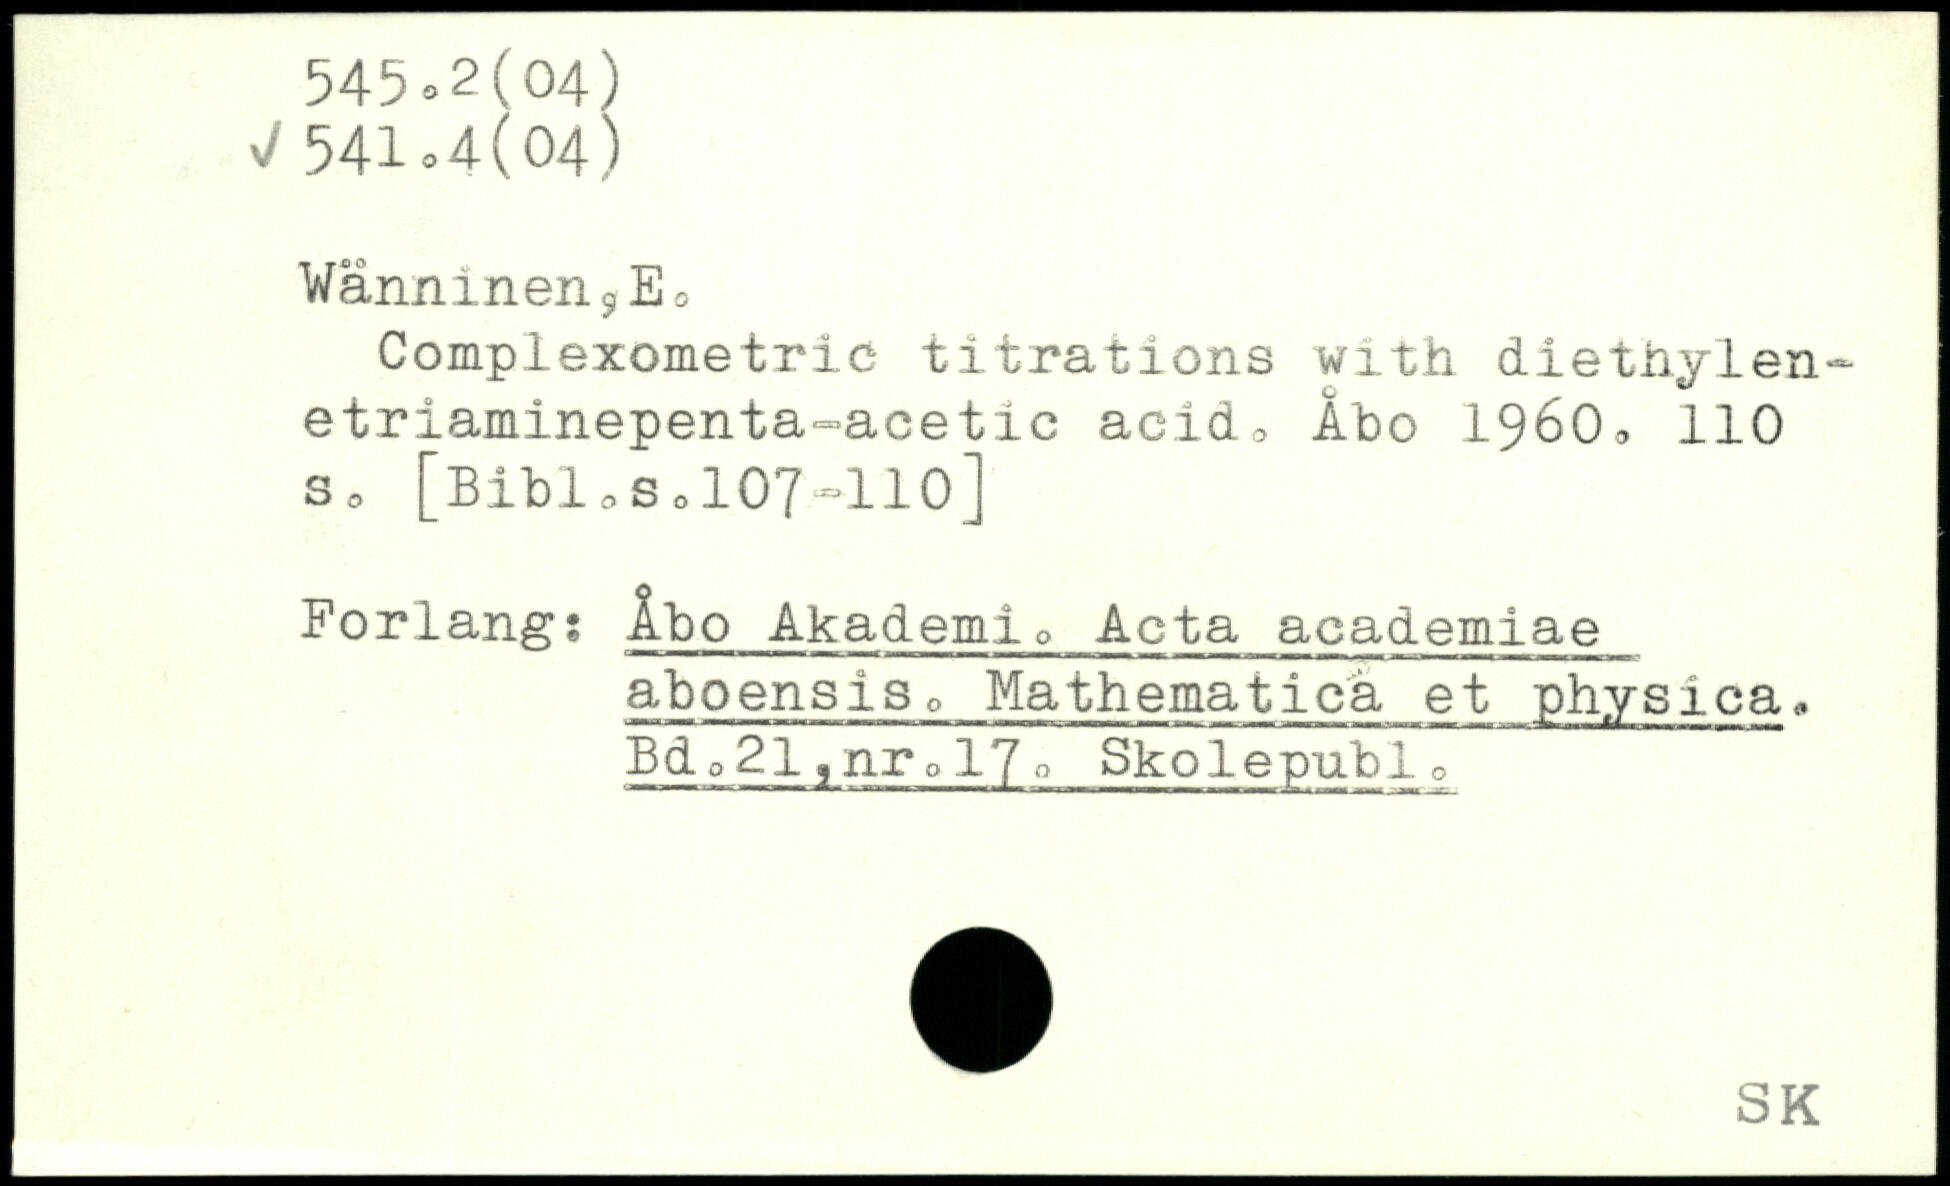 545.2(04)
✓ 541.4(04)
Wänninen,E.
Complexometric titrations with diethylen-
etriaminepenta-acetic acid. Åbo 1960. 110
s. [Bibl.s.107-110]
Forlang: Åbo Akademi. Acta academiae
aboensis. Mathematica et physica.
Bd.21,nr.17. Skolepubl.
SK